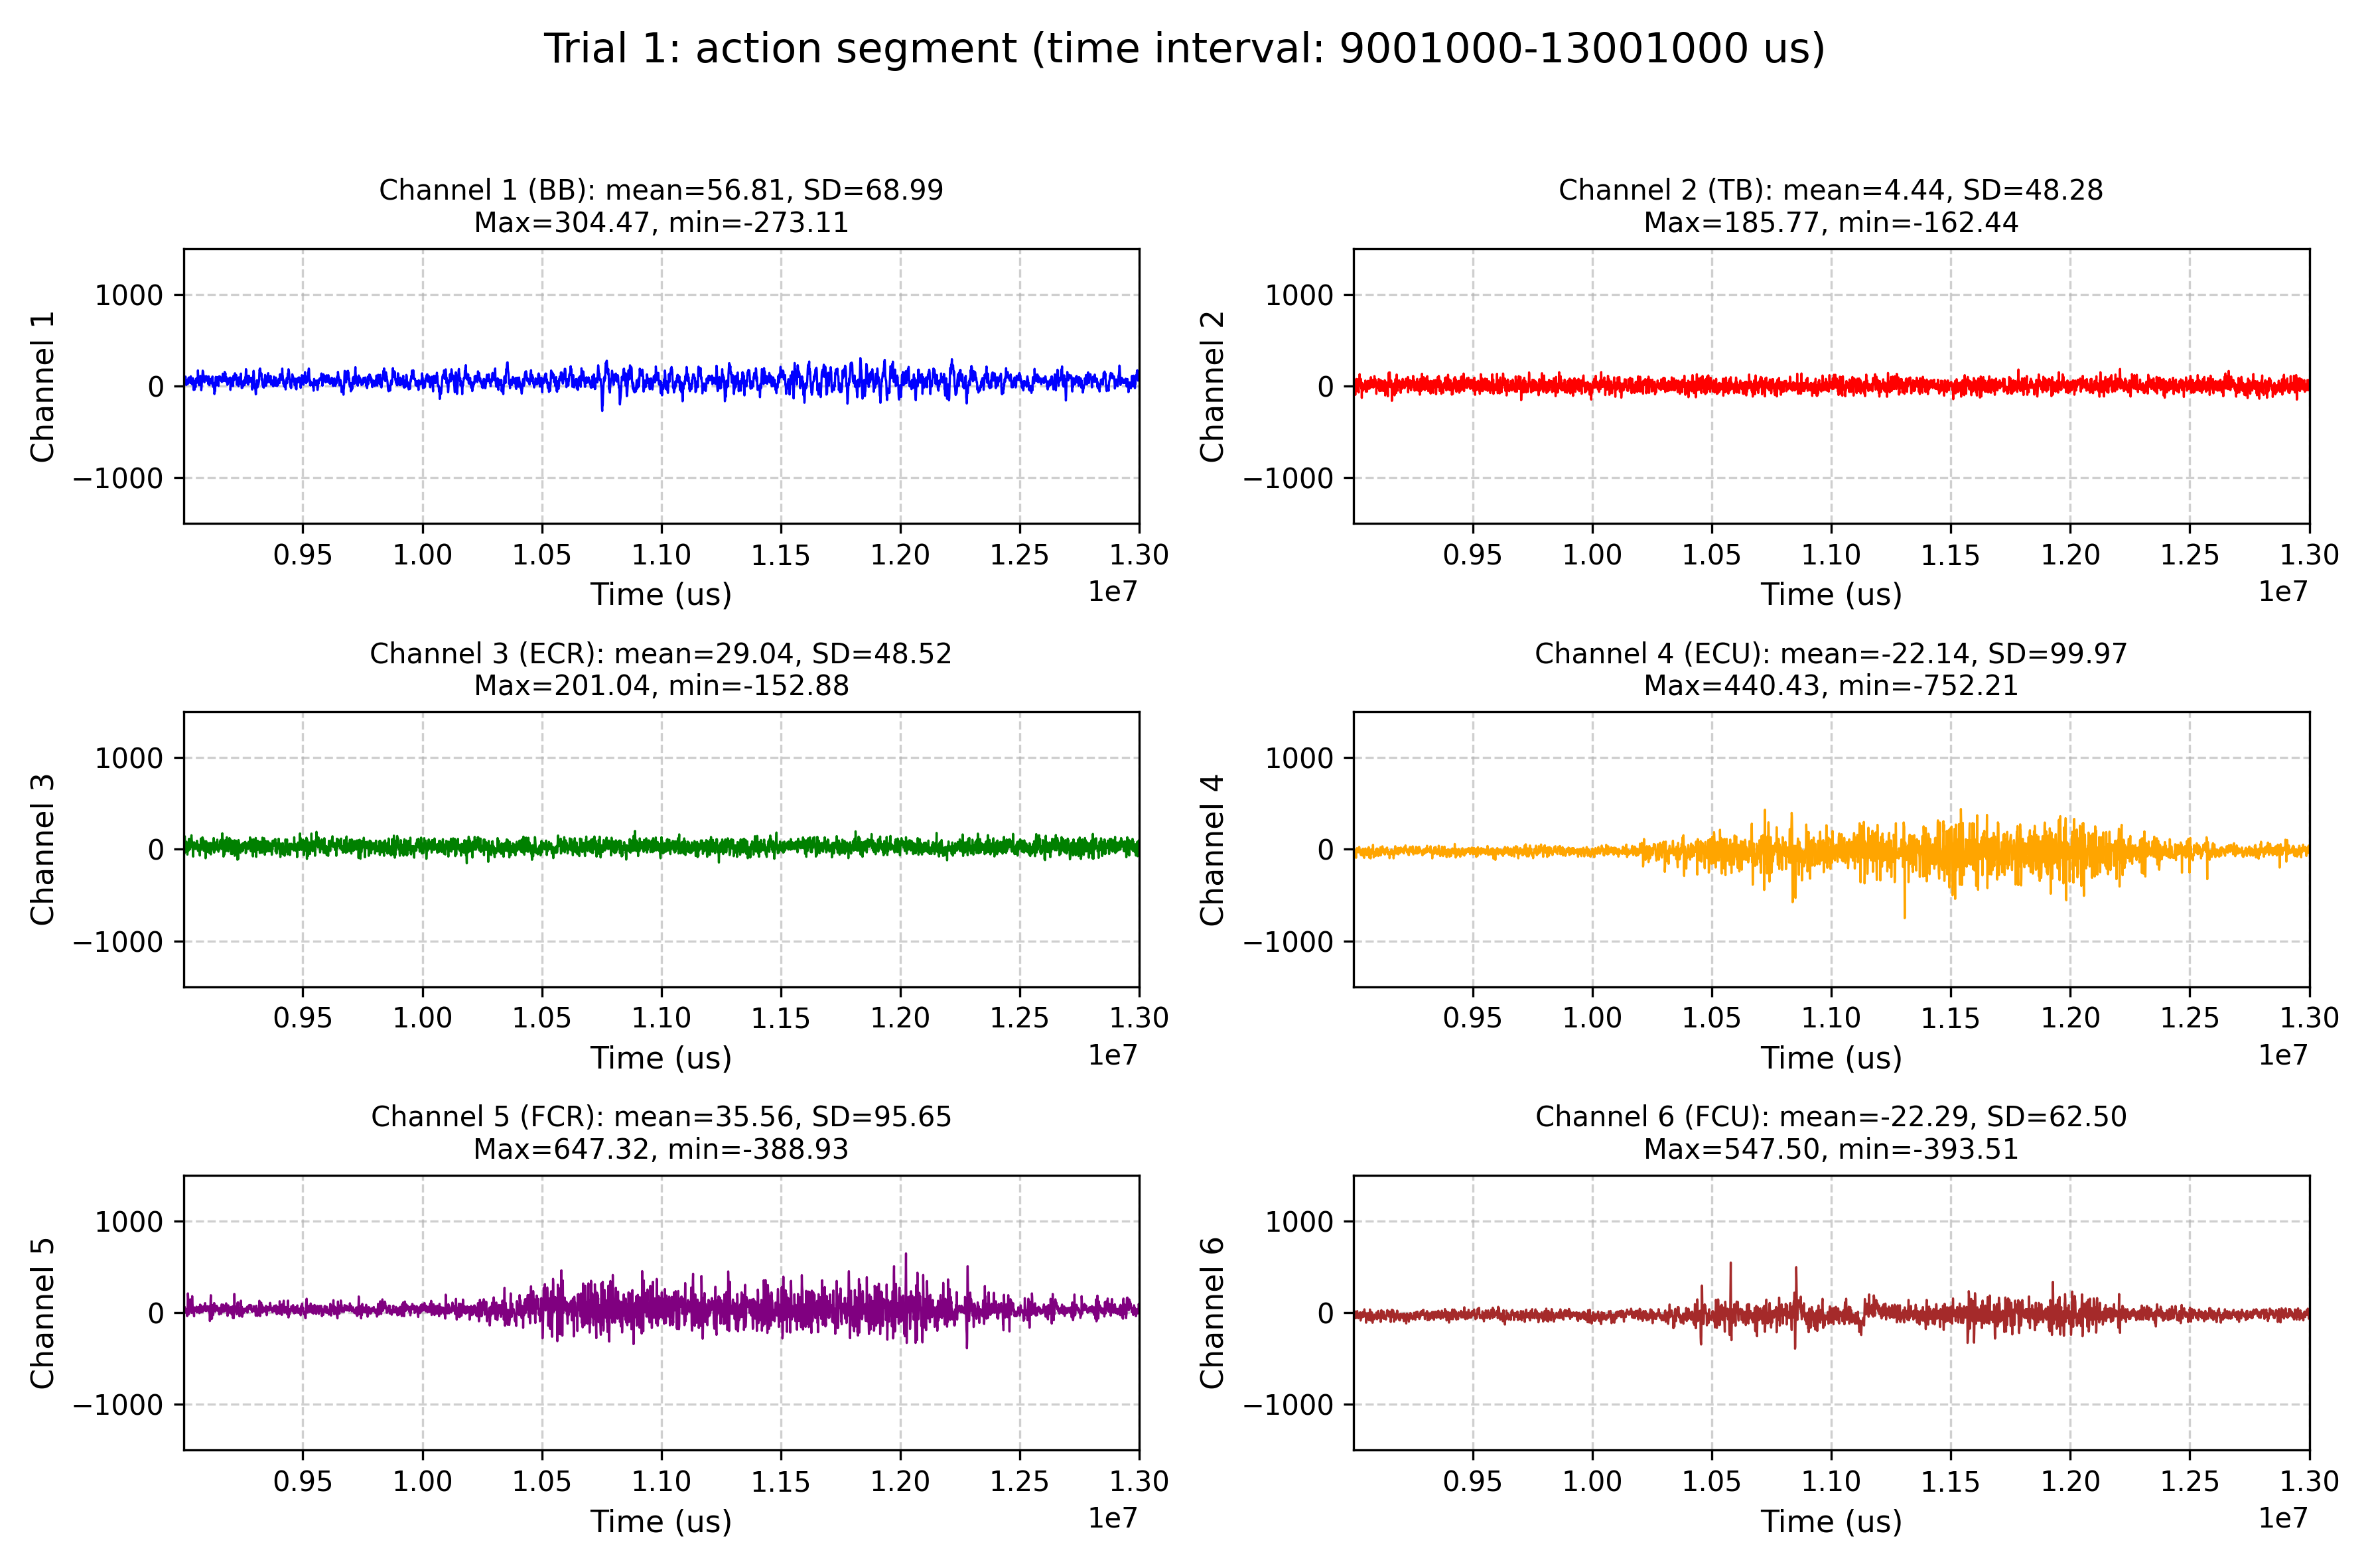 Trial 1: action segment (time interval: 9001000-13001000 us)
Channel 1 (BB): mean=56.81, SD=68.99
Max=304.47, min=-273.11
Channel 1
1000
0
−1000
0.95 1.00 1.05 1.10 1.15 1.20 1.25 1.30
Time (us)
1e7
Channel 2 (TB): mean=4.44, SD=48.28
Max=185.77, min=-162.44
Channel 2
1000
0
−1000
0.95 1.00 1.05 1.10 1.15 1.20 1.25 1.30
Time (us)
1e7
Channel 3 (ECR): mean=29.04, SD=48.52
Max=201.04, min=-152.88
Channel 3
1000
0
−1000
0.95 1.00 1.05 1.10 1.15 1.20 1.25 1.30
Time (us)
1e7
Channel 4 (ECU): mean=-22.14, SD=99.97
Max=440.43, min=-752.21
Channel 4
1000
0
−1000
0.95 1.00 1.05 1.10 1.15 1.20 1.25 1.30
Time (us)
1e7
Channel 5 (FCR): mean=35.56, SD=95.65
Max=647.32, min=-388.93
Channel 5
1000
0
−1000
0.95 1.00 1.05 1.10 1.15 1.20 1.25 1.30
Time (us)
1e7
Channel 6 (FCU): mean=-22.29, SD=62.50
Max=547.50, min=-393.51
Channel 6
1000
0
−1000
0.95 1.00 1.05 1.10 1.15 1.20 1.25 1.30
Time (us)
1e7